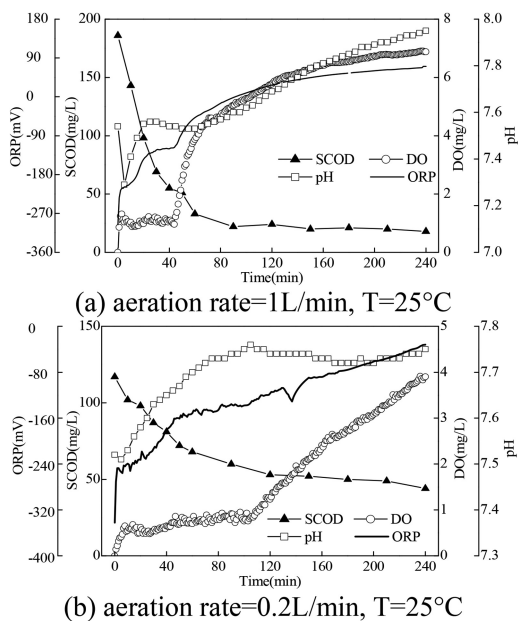 180 200 8 8.0
90 150 6 7.8
0
-90 100 4 7.6
7.5
-180
50 2 7.2
-270
7.1
-360 0 0 7.0
0 40 80 120 160 200 240
ORP(mV)
SCOD(mg/L)
DO(mg/L)
pH
SCOD DO
pH ORP
Time(min)
(a) aeration rate=1L/min, T=25°C
0 150 5 7.8
-80 4 7.7
100
-160 3 7.6
-240 2 7.5
50
-320 1 7.4
-400 0 0 7.3
0 40 80 120 160 200 240
ORP(mV)
SCOD(mg/L)
DO(mg/L)
pH
SCOD DO
pH ORP
Time(min)
(b) aeration rate=0.2L/min, T=25°C